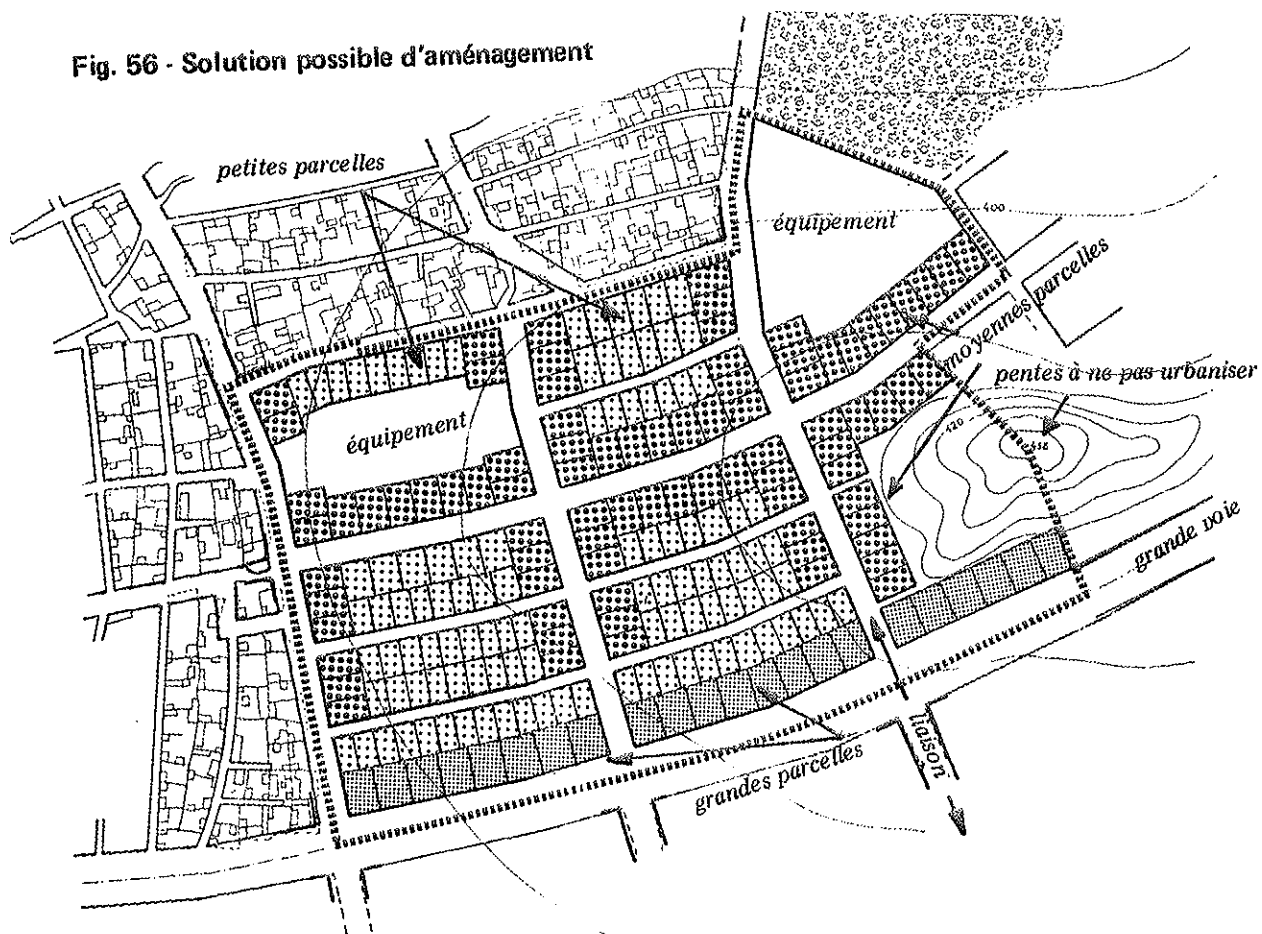 Fig. 56 - Solution possible d'aménagement
petites parcelles
équipement
400
moyennes parcelles
pentes à ne pas urbaniser
420
équipement
grande voie
liaison
grandes parcelles